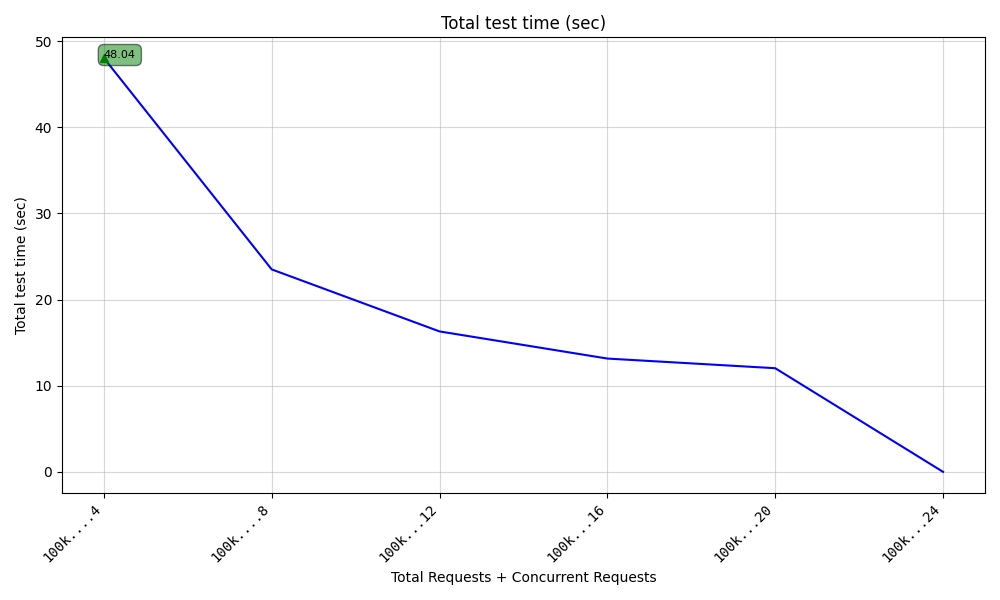 Total test time (sec)
48.04
50
40
30
20
10
0
Total test time (sec)
100k....4
100k....8
100k...12
100k...16
100k...20
100k...24
Total Requests + Concurrent Requests